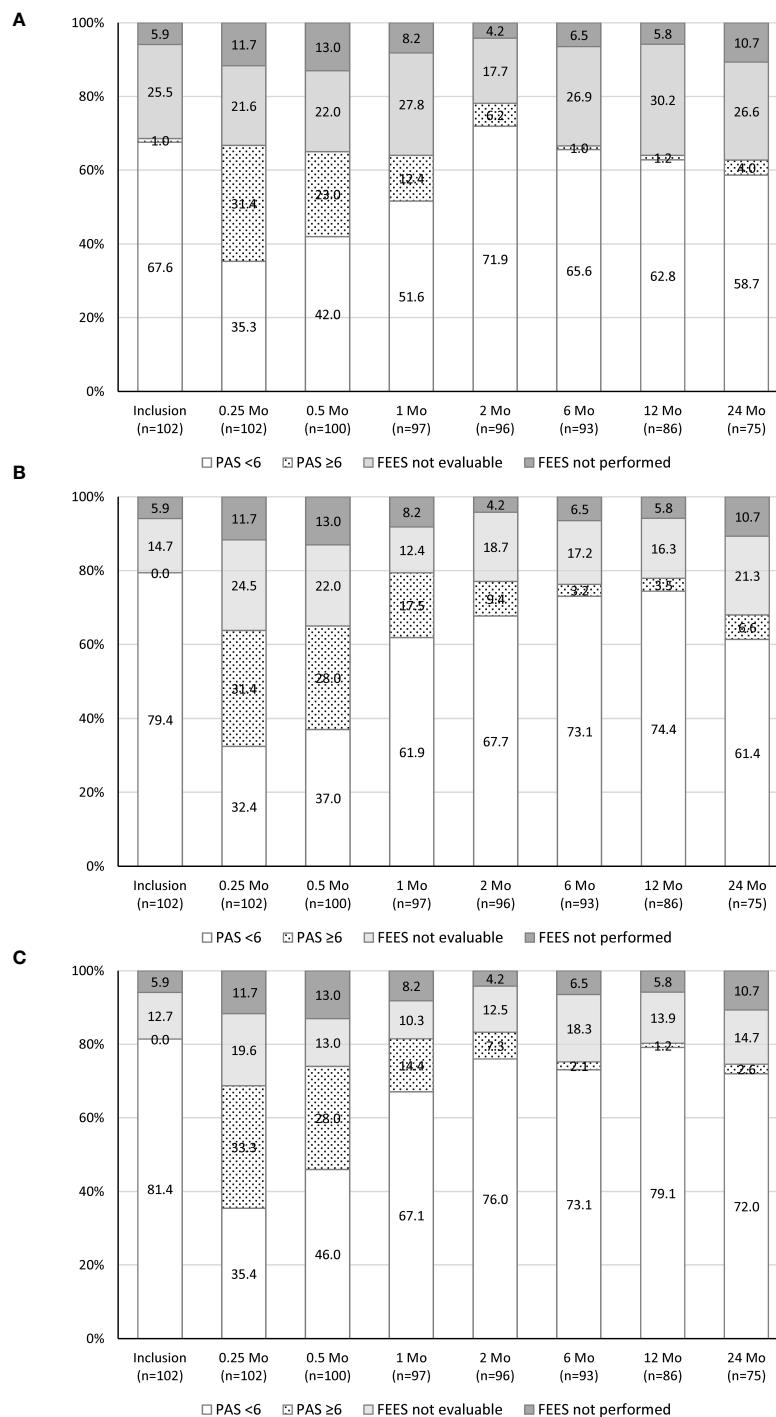 A
100%
80%
60%
40%
20%
0%
5.9 11.7 13.0 8.2 4.2 6.5 5.8 10.7
25.5 21.6 22.0 27.8 17.7 26.9 30.2 26.6
1.0 31.4 23.0 12.4 6.2 1.0 1.2 4.0
67.6 35.3 42.0 51.6 71.9 65.6 62.8 58.7
Inclusion 0.25 Mo 0.5 Mo 1 Mo 2 Mo 6 Mo 12 Mo 24 Mo
(n=102) (n=102) (n=100) (n=97) (n=96) (n=93) (n=86) (n=75)
PAS <6 PAS ≥6 FEES not evaluable FEES not performed
B
100%
80%
60%
40%
20%
0%
5.9 11.7 13.0 8.2 4.2 6.5 5.8 10.7
14.7 24.5 22.0 12.4 18.7 17.2 16.3 21.3
0.0 31.4 28.0 17.5 9.4 3.2 3.5 6.6
79.4 32.4 37.0 61.9 67.7 73.1 74.4 61.4
Inclusion 0.25 Mo 0.5 Mo 1 Mo 2 Mo 6 Mo 12 Mo 24 Mo
(n=102) (n=102) (n=100) (n=97) (n=96) (n=93) (n=86) (n=75)
PAS <6 PAS ≥6 FEES not evaluable FEES not performed
C
100%
80%
60%
40%
20%
0%
5.9 11.7 13.0 8.2 4.2 6.5 5.8 10.7
12.7 19.6 13.0 10.3 12.5 18.3 13.9 14.7
0.0 33.3 28.0 14.4 7.3 2.1 1.2 2.6
81.4 35.4 46.0 67.1 76.0 73.1 79.1 72.0
Inclusion 0.25 Mo 0.5 Mo 1 Mo 2 Mo 6 Mo 12 Mo 24 Mo
(n=102) (n=102) (n=100) (n=97) (n=96) (n=93) (n=86) (n=75)
PAS <6 PAS ≥6 FEES not evaluable FEES not performed